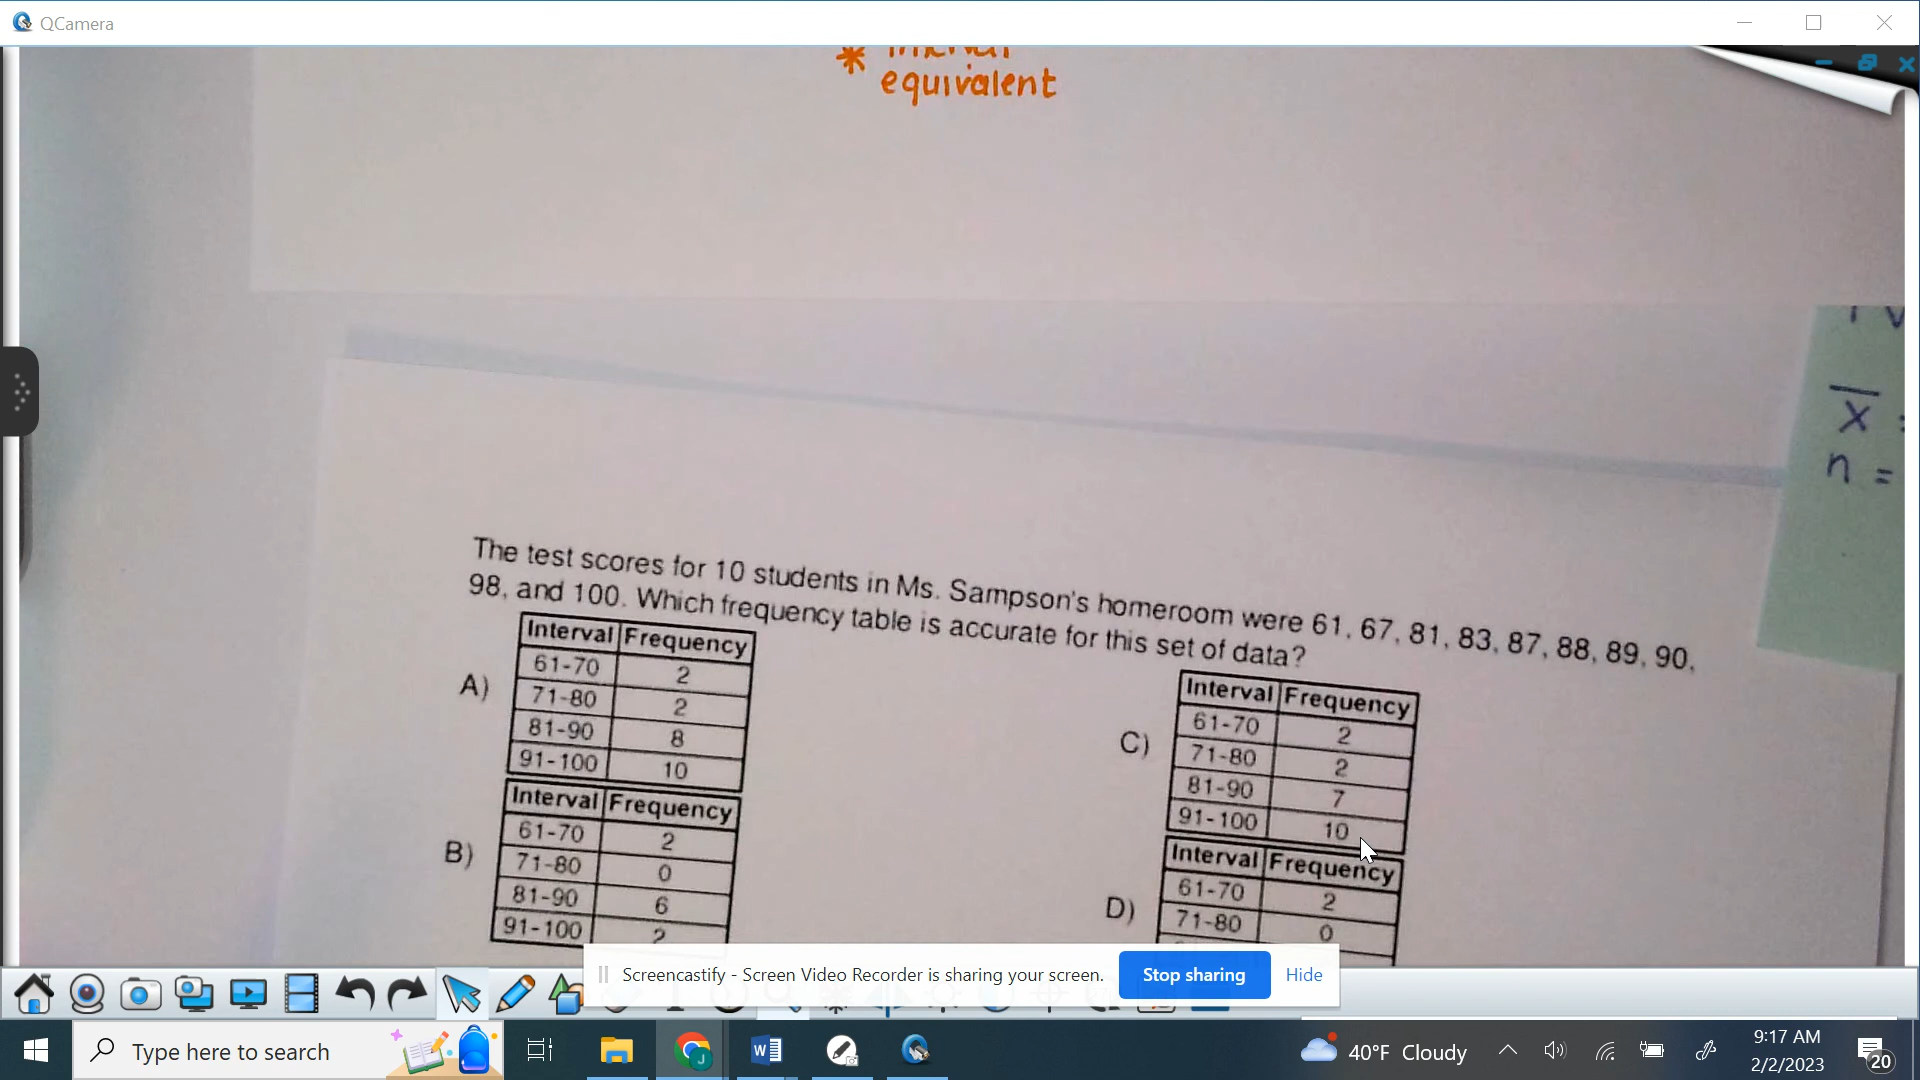 QCamera
equivalent
x
n =
The test scores for 10 students in Ms. Sampson's homeroom were 61, 67, 81, 83, 87, 88, 89, 90,
98, and 100. Which frequency table is accurate for this set of data?
A)
Interval Frequency
61-70 2
71-80 2
81-90 8
91-100 10
B)
Interval Frequency
61-70 2
71-80 0
81-90 6
91-100 2
C)
Interval Frequency
61-70 2
71-80 2
81-90 7
91-100 10
D)
Interval Frequency
61-70 2
71-80 0
Screencastify - Screen Video Recorder is sharing your screen.
Stop sharing
Hide
Type here to search
J
W
40°F Cloudy
9:17 AM
2/2/2023
20